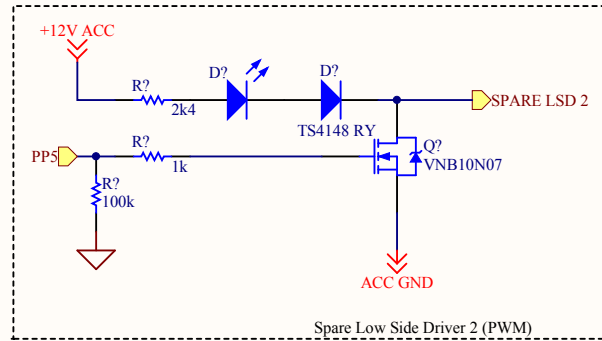 +12V ACC
R?
2k4
D?
D?
TS4148 RY
SPARE LSD 2
PP5
R?
1k
R?
100k
Q?
VNB10N07
ACC GND
Spare Low Side Driver 2 (PWM)